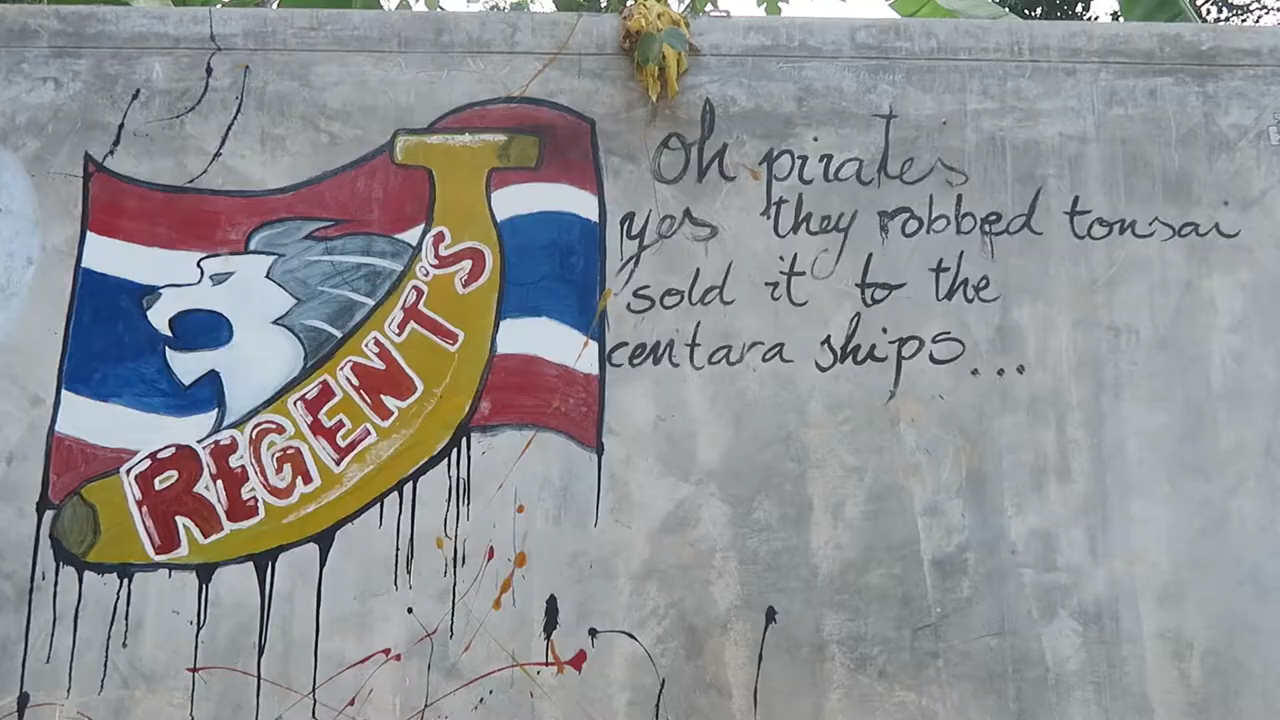 REGENT'S
Oh pirates
yes they robbed tonsai
sold it to the
centara ships...